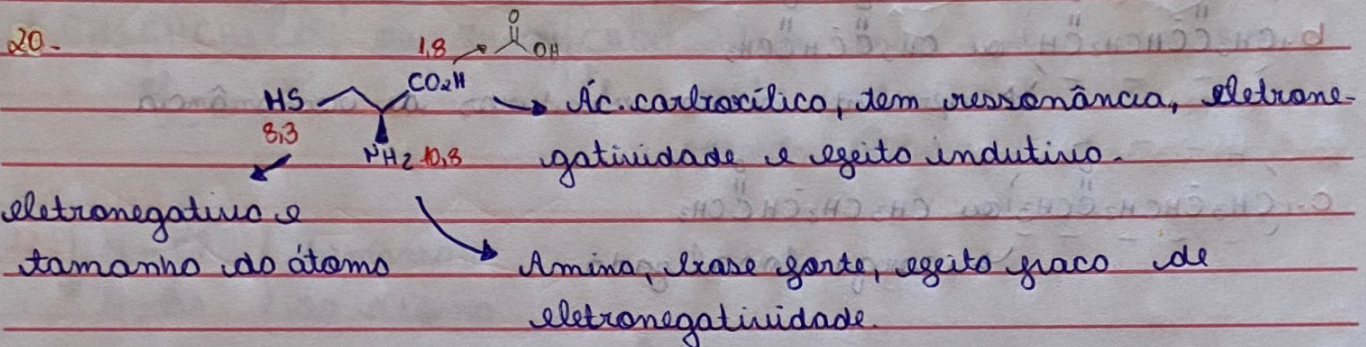 20-
1,8 → O OH
HS CO2H → Ác. carboxílico, tem ressonância, eletrone-
8,3 NH2 10,8 gatividade e efeito indutivo.
eletronegativo e
tamanho do átomo Amina, base forte, efeito fraco de
eletronegatividade.